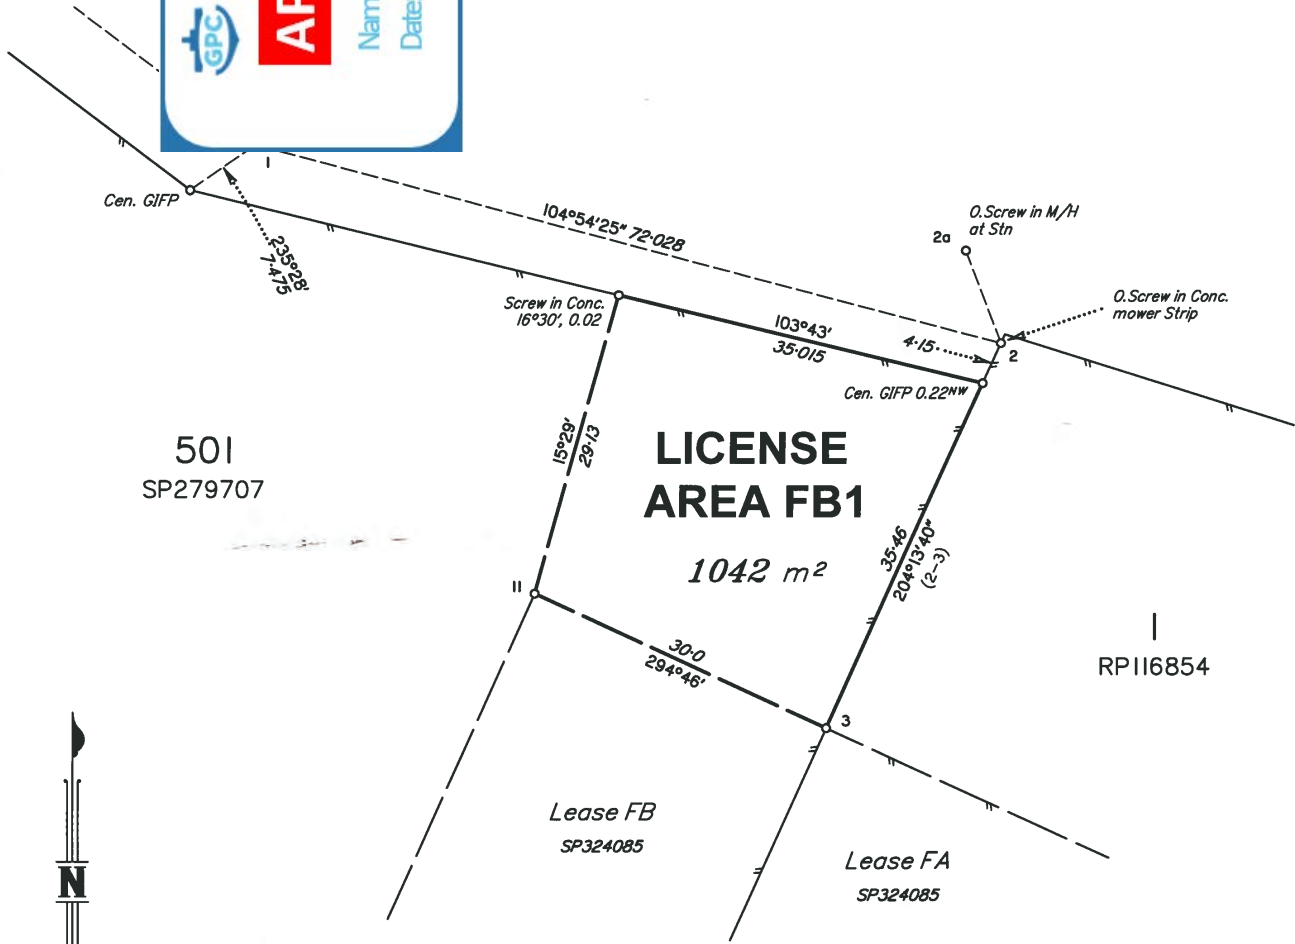 GPC
Nam
Date
1
Cen. GIFP
235°28'
7·475
104°54'25" 72·028
O.Screw in M/H
at Stn
2a
O.Screw in Conc.
mower Strip
Screw in Conc.
16°30', 0.02
103°43'
35·015
4·15
2
Cen. GIFP 0.22NW
501
SP279707
15°29'
29·13
LICENSE
AREA FB1
1042 m²
35·46
204°13'40"
(2-3)
11
30·0
294°46'
3
1
RP116854
Lease FB
SP324085
Lease FA
SP324085
N